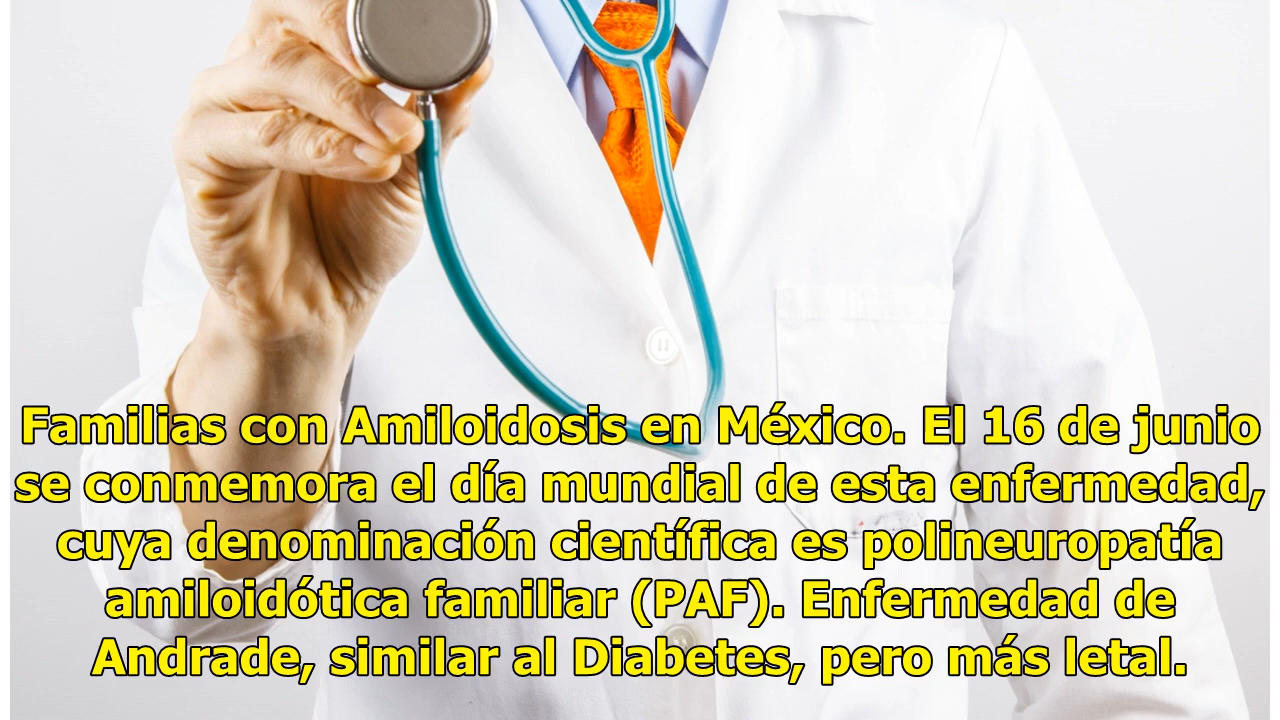 Familias con Amiloidosis en México. El 16 de junio
se conmemora el día mundial de esta enfermedad,
cuya denominación científica es polineuropatía
amiloidótica familiar (PAF). Enfermedad de
Andrade, similar al Diabetes, pero más letal.